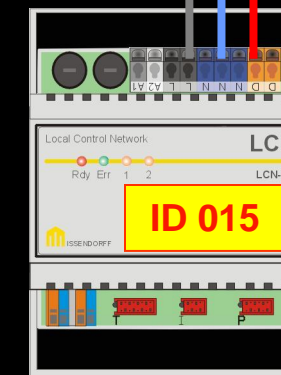 A1 A2 L L N N N D D
Local Control Network
LC
Rdy Err 1 2
LCN-
ID 015
ISSENDORFF
T I P